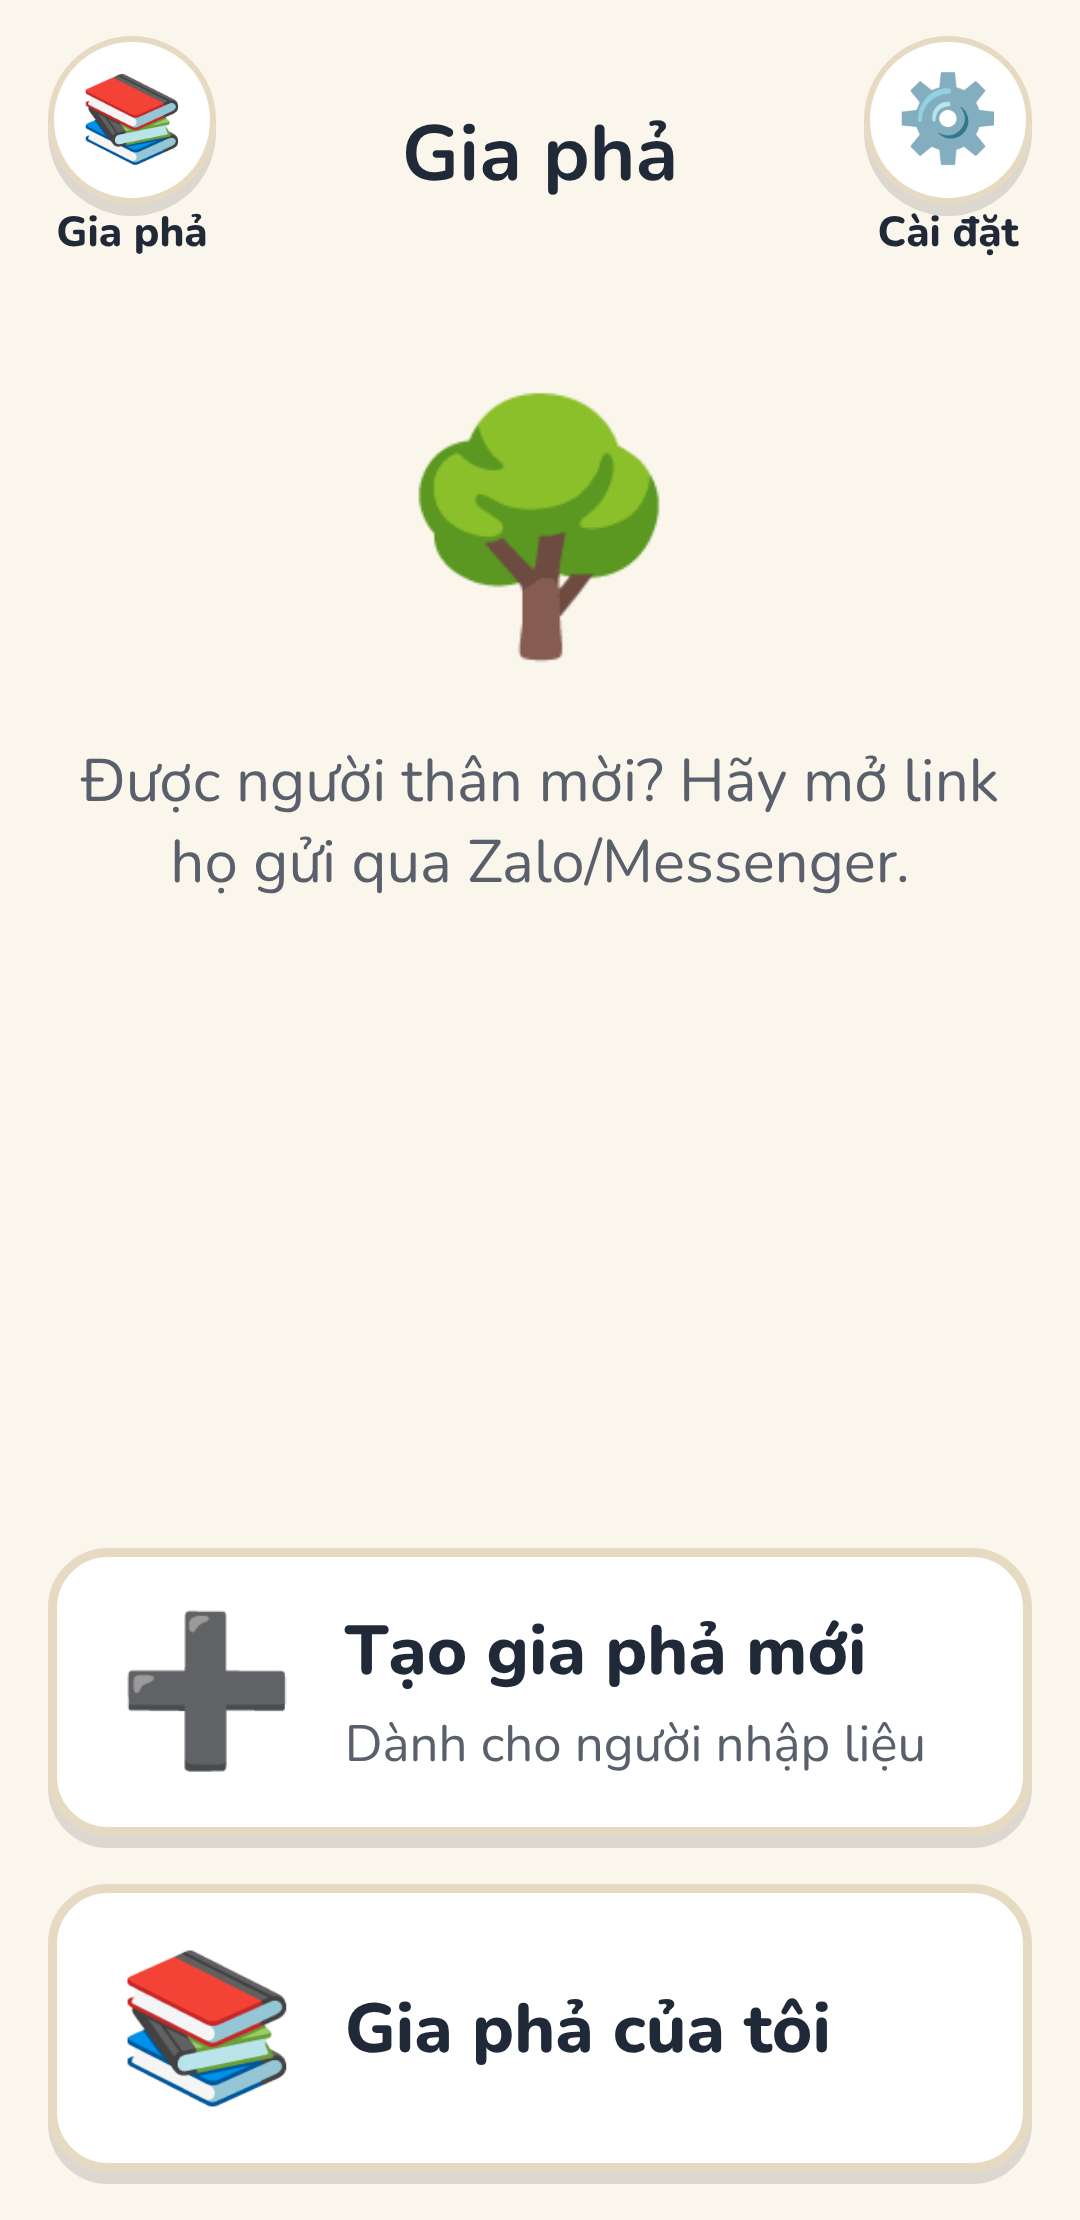 Gia phả
Gia phả
Cài đặt
Được người thân mời? Hãy mở link
họ gửi qua Zalo/Messenger.
Tạo gia phả mới
Dành cho người nhập liệu
Gia phả của tôi